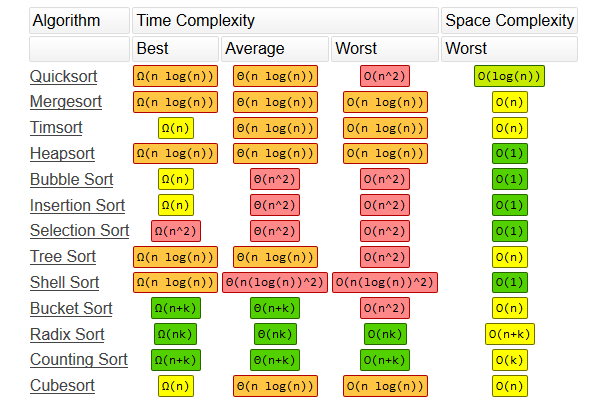 Algorithm Time Complexity Space Complexity
Best Average Worst Worst
Quicksort Ω(n log(n)) Θ(n log(n)) O(n^2) O(log(n))
Mergesort Ω(n log(n)) Θ(n log(n)) O(n log(n)) O(n)
Timsort Ω(n) Θ(n log(n)) O(n log(n)) O(n)
Heapsort Ω(n log(n)) Θ(n log(n)) O(n log(n)) O(1)
Bubble Sort Ω(n) Θ(n^2) O(n^2) O(1)
Insertion Sort Ω(n) Θ(n^2) O(n^2) O(1)
Selection Sort Ω(n^2) Θ(n^2) O(n^2) O(1)
Tree Sort Ω(n log(n)) Θ(n log(n)) O(n^2) O(n)
Shell Sort Ω(n log(n)) Θ(n(log(n))^2) O(n(log(n))^2) O(1)
Bucket Sort Ω(n+k) Θ(n+k) O(n^2) O(n)
Radix Sort Ω(nk) Θ(nk) O(nk) O(n+k)
Counting Sort Ω(n+k) Θ(n+k) O(n+k) O(k)
Cubesort Ω(n) Θ(n log(n)) O(n log(n)) O(n)